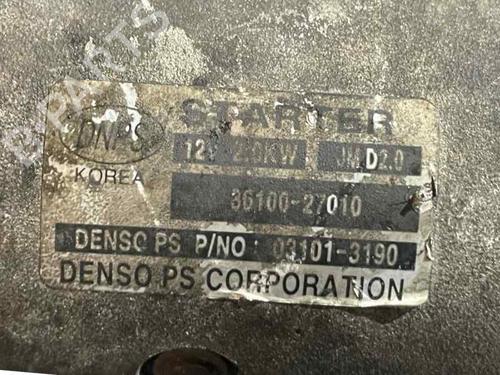 B-PARTS
STARTER
DNPS
12V 2.0KW JM D2.0
KOREA
36100-27010
DENSO PS P/NO : 03101-3190
DENSO PS CORPORATION